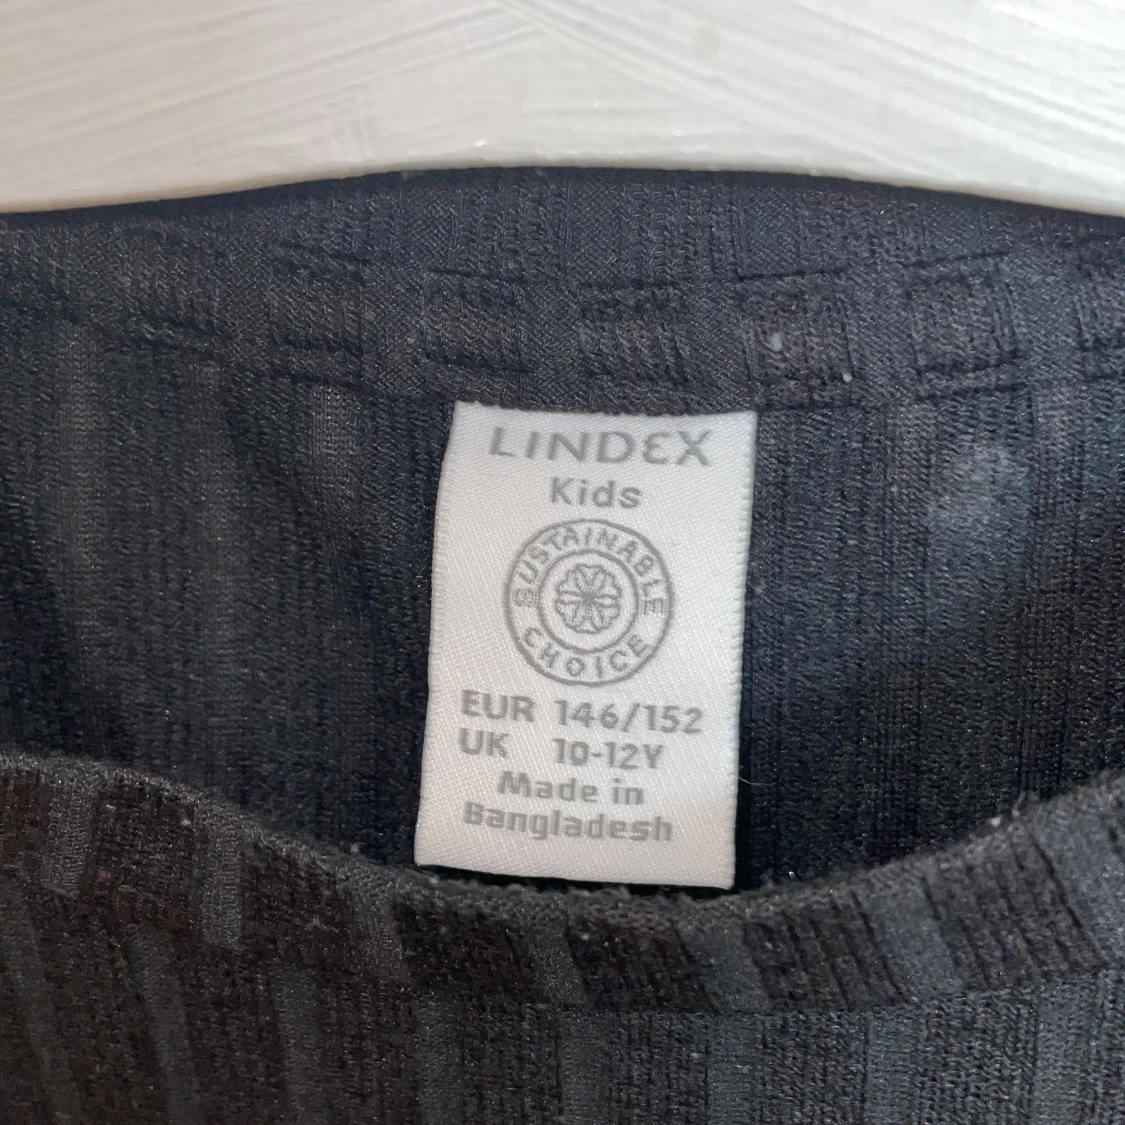 LINDEX
Kids
SUSTAINABLE
CHOICE
EUR 146/152
UK 10-12Y
Made in
Bangladesh